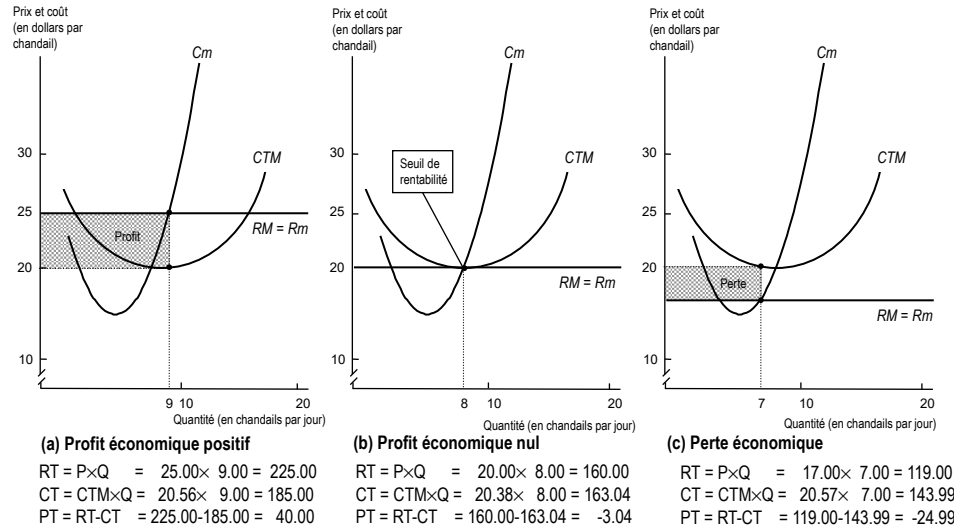 Prix et coût
(en dollars par
chandail)
Cm
30
CTM
25
Profit
RM = Rm
20
10
9 10
20
Quantité (en chandails par jour)
(a) Profit économique positif
RT = P×Q = 25.00× 9.00 = 225.00
CT = CTM×Q = 20.56× 9.00 = 185.00
PT = RT-CT = 225.00-185.00 = 40.00
Prix et coût
(en dollars par
chandail)
Cm
30
Seuil de
rentabilité
CTM
25
20
RM = Rm
10
8
10
20
Quantité (en chandails par jour)
(b) Profit économique nul
RT = P×Q = 20.00× 8.00 = 160.00
CT = CTM×Q = 20.38× 8.00 = 163.04
PT = RT-CT = 160.00-163.04 = -3.04
Prix et coût
(en dollars par
chandail)
Cm
30
CTM
25
20
Perte
RM = Rm
10
7
10
20
Quantité (en chandails par jour)
(c) Perte économique
RT = P×Q = 17.00× 7.00 = 119.00
CT = CTM×Q = 20.57× 7.00 = 143.99
PT = RT-CT = 119.00-143.99 = -24.99